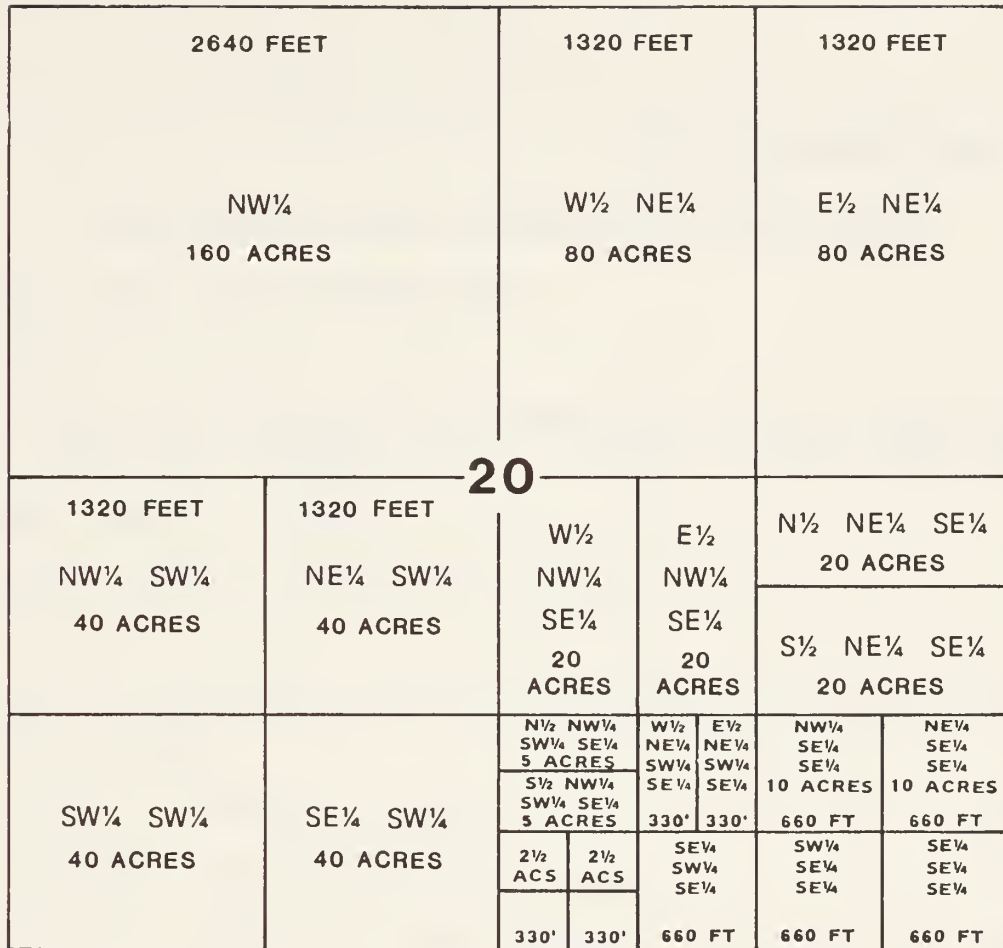 2640 FEET
NW¼
160 ACRES
1320 FEET
W½ NE¼
80 ACRES
1320 FEET
E½ NE¼
80 ACRES
20
1320 FEET
NW¼ SW¼
40 ACRES
1320 FEET
NE¼ SW¼
40 ACRES
W½
NW¼
SE¼
20
ACRES
E½
NW¼
SE¼
20
ACRES
N½ NE¼ SE¼
20 ACRES
S½ NE¼ SE¼
20 ACRES
SW¼ SW¼
40 ACRES
SE¼ SW¼
40 ACRES
N½ NW¼
SW¼ SE¼
5 ACRES
S½ NW¼
SW¼ SE¼
5 ACRES
W½
NE¼
SW¼
SE¼
330'
E½
NE¼
SW¼
SE¼
330'
NW¼
SE¼
SE¼
10 ACRES
660 FT
NE¼
SE¼
SE¼
10 ACRES
660 FT
2½
ACS
2½
ACS
330'
330'
SE¼
SW¼
SE¼
660 FT
SW¼
SE¼
SE¼
660 FT
SE¼
SE¼
SE¼
660 FT